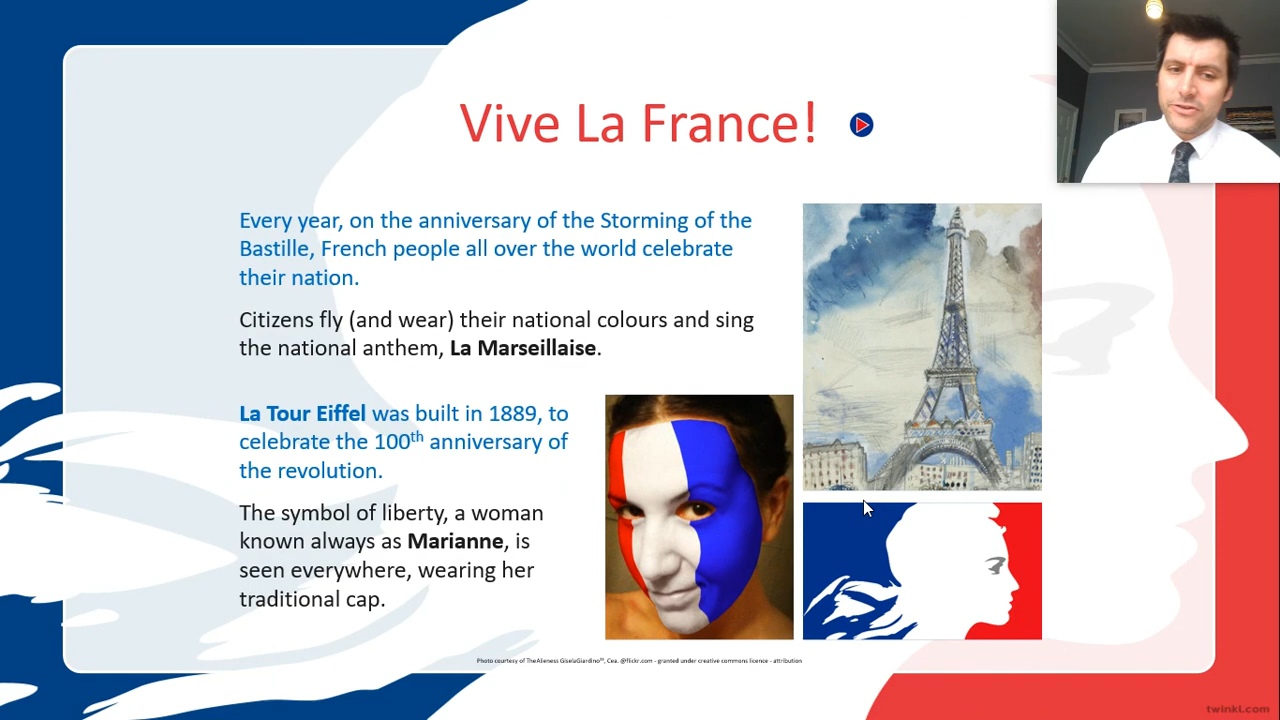 Vive La France!
Every year, on the anniversary of the Storming of the
Bastille, French people all over the world celebrate
their nation.
Citizens fly (and wear) their national colours and sing
the national anthem, La Marseillaise.
La Tour Eiffel was built in 1889, to
celebrate the 100th anniversary of
the revolution.
The symbol of liberty, a woman
known always as Marianne, is
seen everywhere, wearing her
traditional cap.
Photo courtesy of TheAlieness GiselaGiardino²³, Cea. @flickr.com - granted under creative commons licence - attribution
twinkl.com